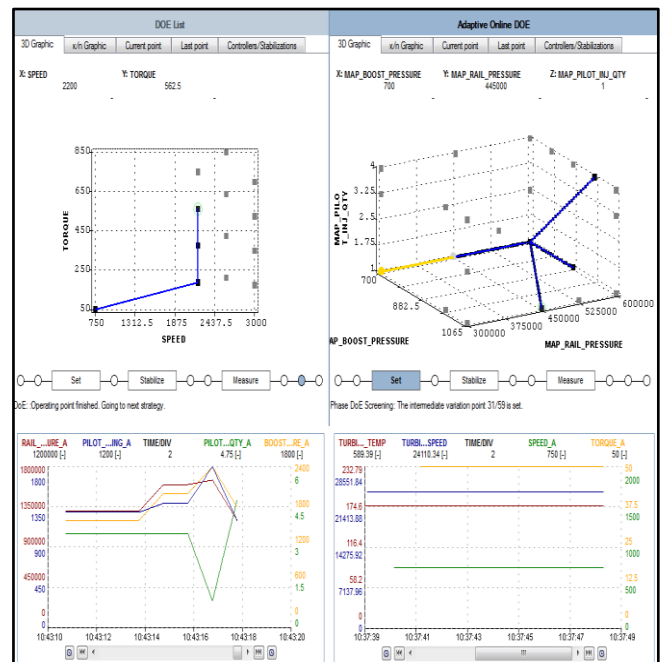 DOE List
3D Graphic x/n Graphic Current point Last point Controllers/Stabilizations
X: SPEED Y: TORQUE
2200 562.5
- -
TORQUE
850
650
450
250
50
750 1312.5 1875 2437.5 3000
SPEED
Set Stabilize Measure
DoE: Operating point finished. Going to next strategy.
RAIL...URE_A PILOT_...ING_A TIME/DIV PILOT...QTY_A BOOST...RE_A
1200000 [-] 1200 [-] 2 4.75 [-] 1800 [-]
1800000 2400
1800 6
1350000 1800
1350 4.5
900000 1200
900 3
450000 600
450 1.5
0 0
0 0
10:43:10 10:43:12 10:43:14 10:43:16 10:43:18 10:43:20
Adaptive Online DOE
3D Graphic x/n Graphic Current point Last point Controllers/Stabilizations
X: MAP_BOOST_PRESSURE Y: MAP_RAIL_PRESSURE Z: MAP_PILOT_INJ_QTY
700 445000 1
- -
MAP_PILO
T_INJ_QTY
4
3.25
2.5
1.75
1
700
882.5
1065
300000 375000 450000 525000 600000
AP_BOOST_PRESSURE MAP_RAIL_PRESSURE
Set Stabilize Measure
Phase DoE Screening: The intermediate variation point 31/59 is set.
TURBI..._TEMP TURBI...SPEED TIME/DIV SPEED_A TORQUE_A
589.39 [-] 24110.34 [-] 2 750 [-] 50 [-]
232.79 50
28551.84 2000
174.6 37.5
21413.88 1500
116.4 25
14275.92 1000
58.2 12.5
7137.96 500
0 0
0 0
10:37:39 10:37:41 10:37:43 10:37:45 10:37:47 10:37:49